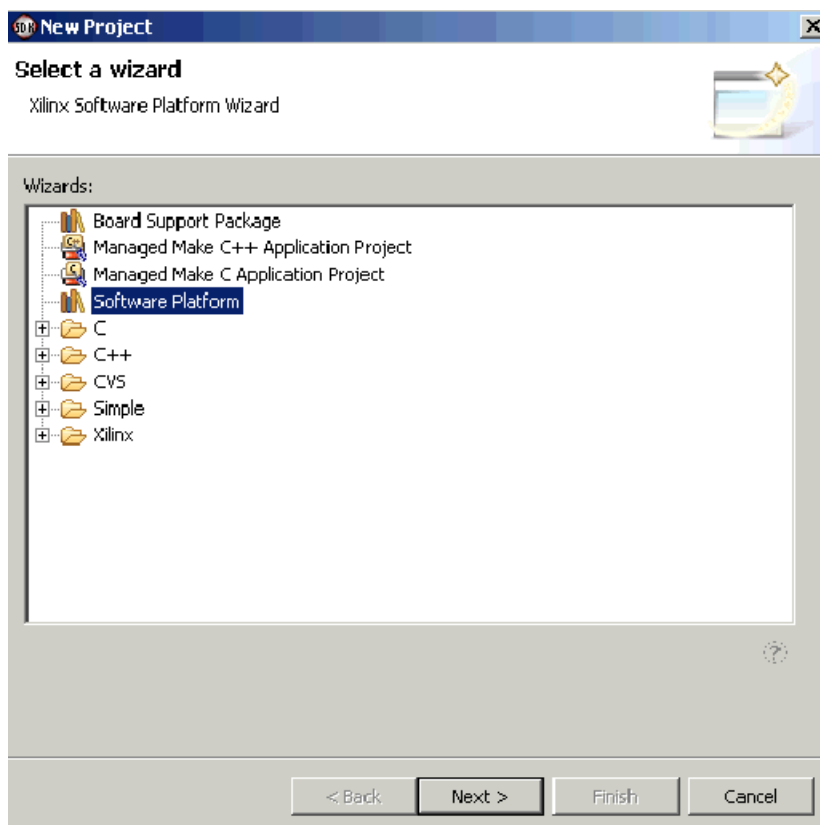 SDK New Project
Select a wizard
Xilinx Software Platform Wizard
Wizards:
Board Support Package
Managed Make C++ Application Project
Managed Make C Application Project
Software Platform
C
C++
CVS
Simple
Xilinx
< Back Next > Finish Cancel